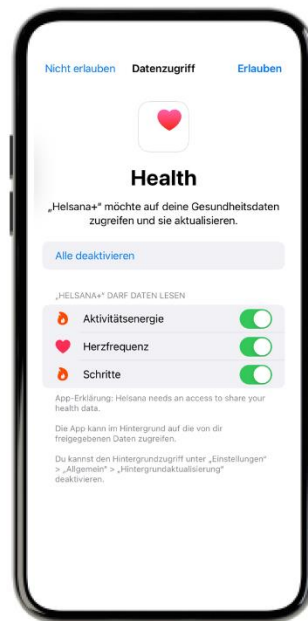 Nicht erlauben Datenzugriff Erlauben
Health
„Helsana+“ möchte auf deine Gesundheitsdaten
zugreifen und sie aktualisieren.
Alle deaktivieren
„HELSANA+“ DARF DATEN LESEN
Aktivitätsenergie
Herzfrequenz
Schritte
App-Erklärung: Helsana needs an access to share your
health data.
Die App kann im Hintergrund auf die von dir
freigegebenen Daten zugreifen.
Du kannst den Hintergrundzugriff unter „Einstellungen“
> „Allgemein“ > „Hintergrundaktualisierung“
deaktivieren.